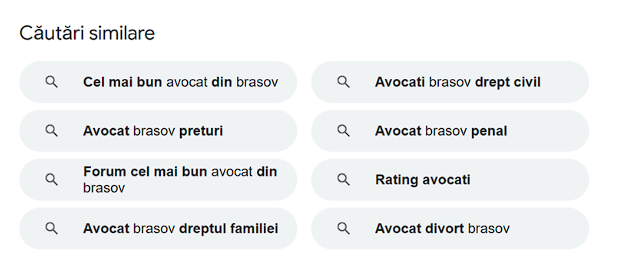 Căutări similare
Cel mai bun avocat din brasov
Avocati brasov drept civil
Avocat brasov preturi
Avocat brasov penal
Forum cel mai bun avocat din
brasov
Rating avocati
Avocat brasov dreptul familiei
Avocat divort brasov